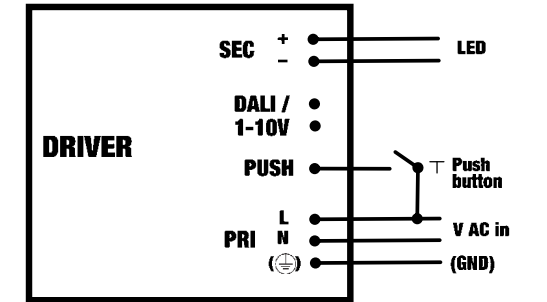 SEC + LED
−
DALI /
1-10V
DRIVER
PUSH Push
button
L
PRI N V AC in
( ) (GND)